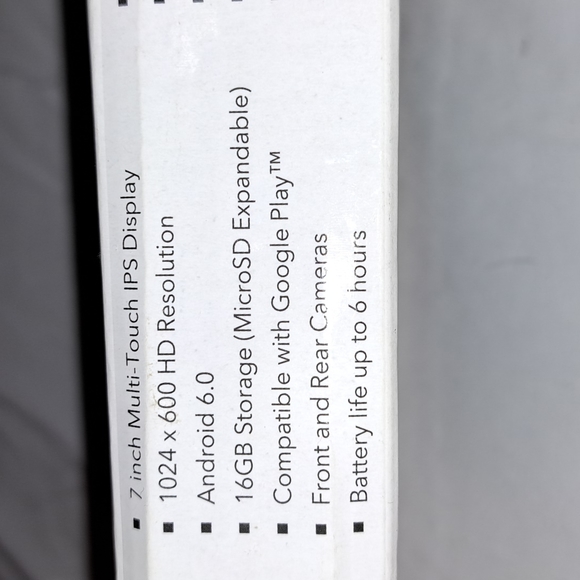 ▪ 7 inch Multi-Touch IPS Display
▪ 1024 x 600 HD Resolution
▪ Android 6.0
▪ 16GB Storage (MicroSD Expandable)
▪ Compatible with Google Play™
▪ Front and Rear Cameras
▪ Battery life up to 6 hours